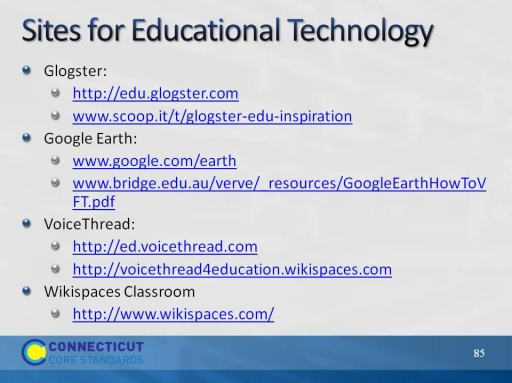 Sites for Educational Technology
Glogster:
http://edu.glogster.com
www.scoop.it/t/glogster-edu-inspiration
Google Earth:
www.google.com/earth
www.bridge.edu.au/verve/_resources/GoogleEarthHowToV
FT.pdf
VoiceThread:
http://ed.voicethread.com
http://voicethread4education.wikispaces.com
Wikispaces Classroom
http://www.wikispaces.com/
CONNECTICUT
CORE STANDARDS
85